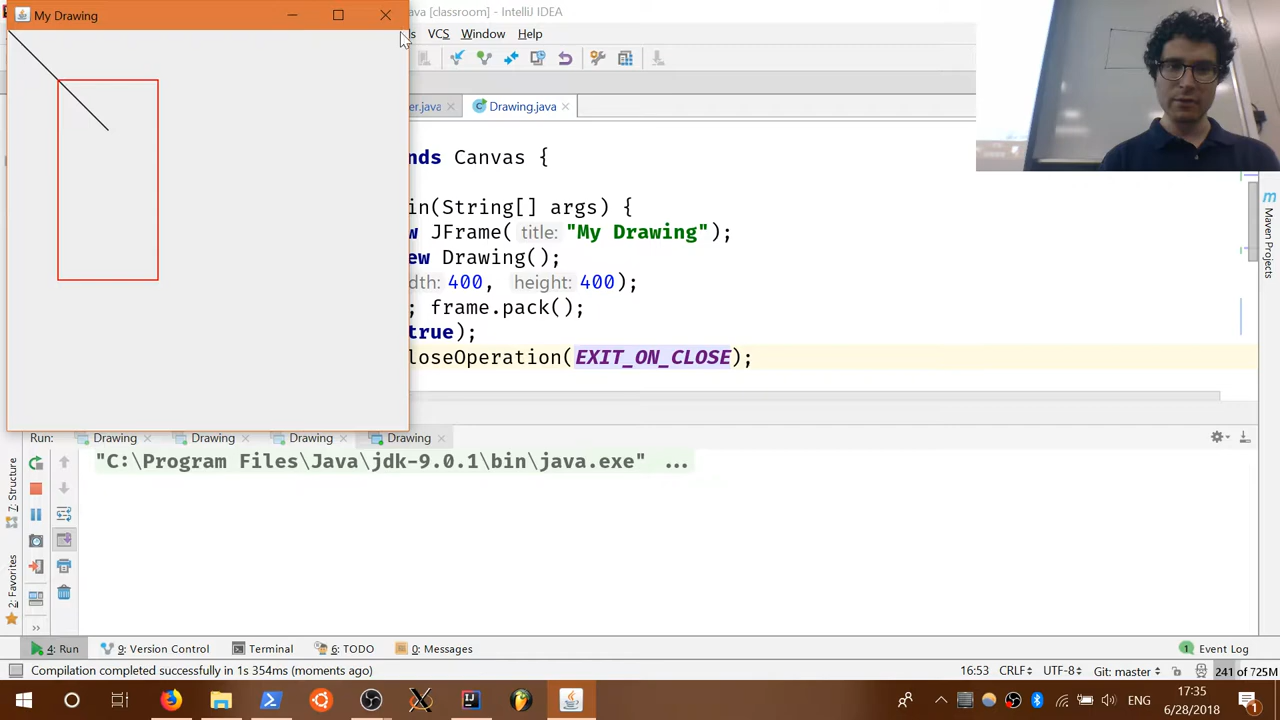 My Drawing
ava [classroom] - IntelliJ IDEA
ls VCS Window Help
er.java Drawing.java
nds Canvas {
in(String[] args) {
w JFrame( title: "My Drawing");
ew Drawing();
dth: 400, height: 400);
; frame.pack();
true);
loseOperation(EXIT_ON_CLOSE);
Maven Projects
Run: Drawing Drawing Drawing Drawing
"C:\Program Files\Java\jdk-9.0.1\bin\java.exe" ...
7: Structure
2: Favorites
4: Run 9: Version Control Terminal 6: TODO 0: Messages 1 Event Log
Compilation completed successfully in 1s 354ms (moments ago) 16:53 CRLF UTF-8 Git: master 241 of 725M
ENG 17:35 6/28/2018 1